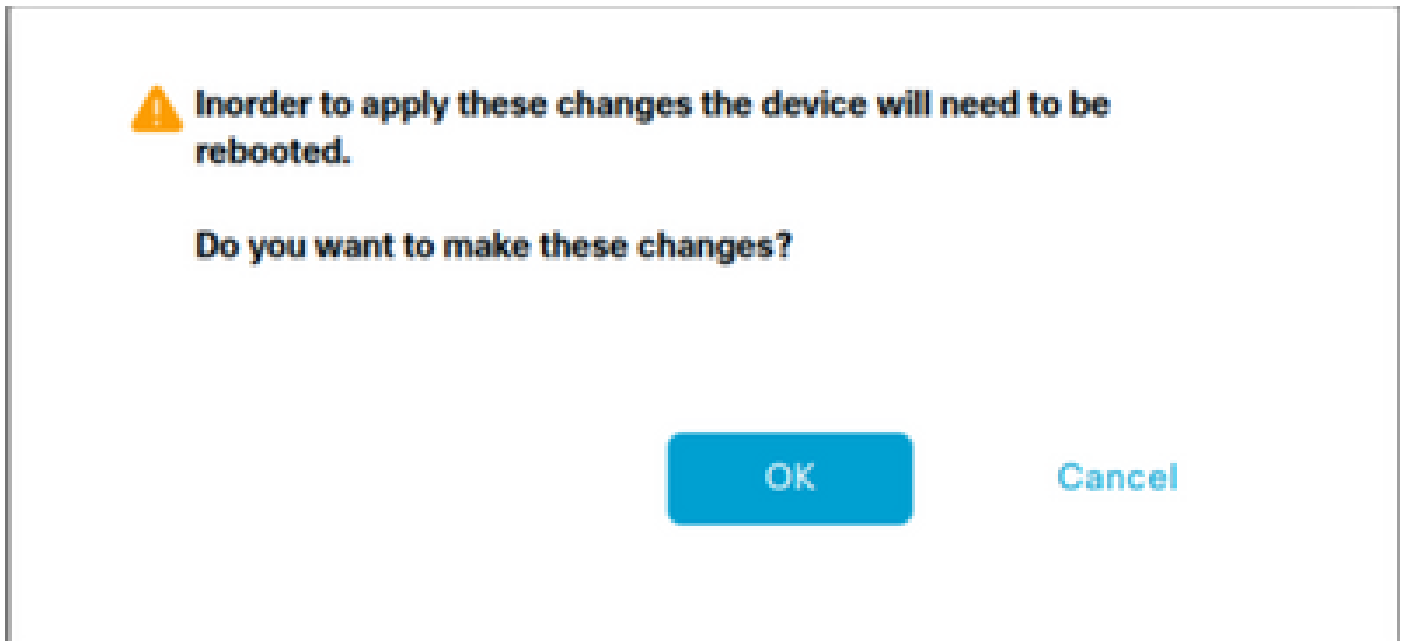 Inorder to apply these changes the device will need to be
rebooted.
Do you want to make these changes?
OK
Cancel